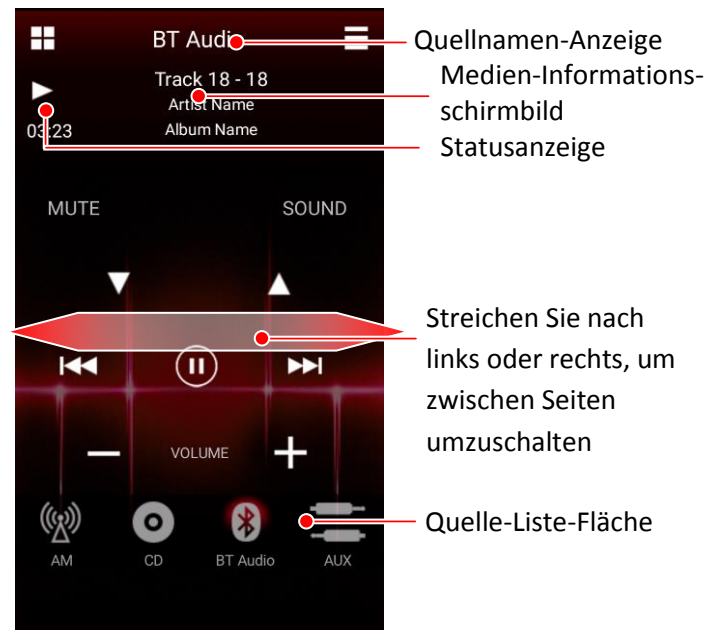 BT Audio
Quellnamen-Anzeige
Track 18 - 18
Medien-Informations-
schirmbild
Artist Name
03:23
Album Name
Statusanzeige
MUTE
SOUND
Streichen Sie nach
links oder rechts, um
zwischen Seiten
umzuschalten
VOLUME
Quelle-Liste-Fläche
AM
CD
BT Audio
AUX